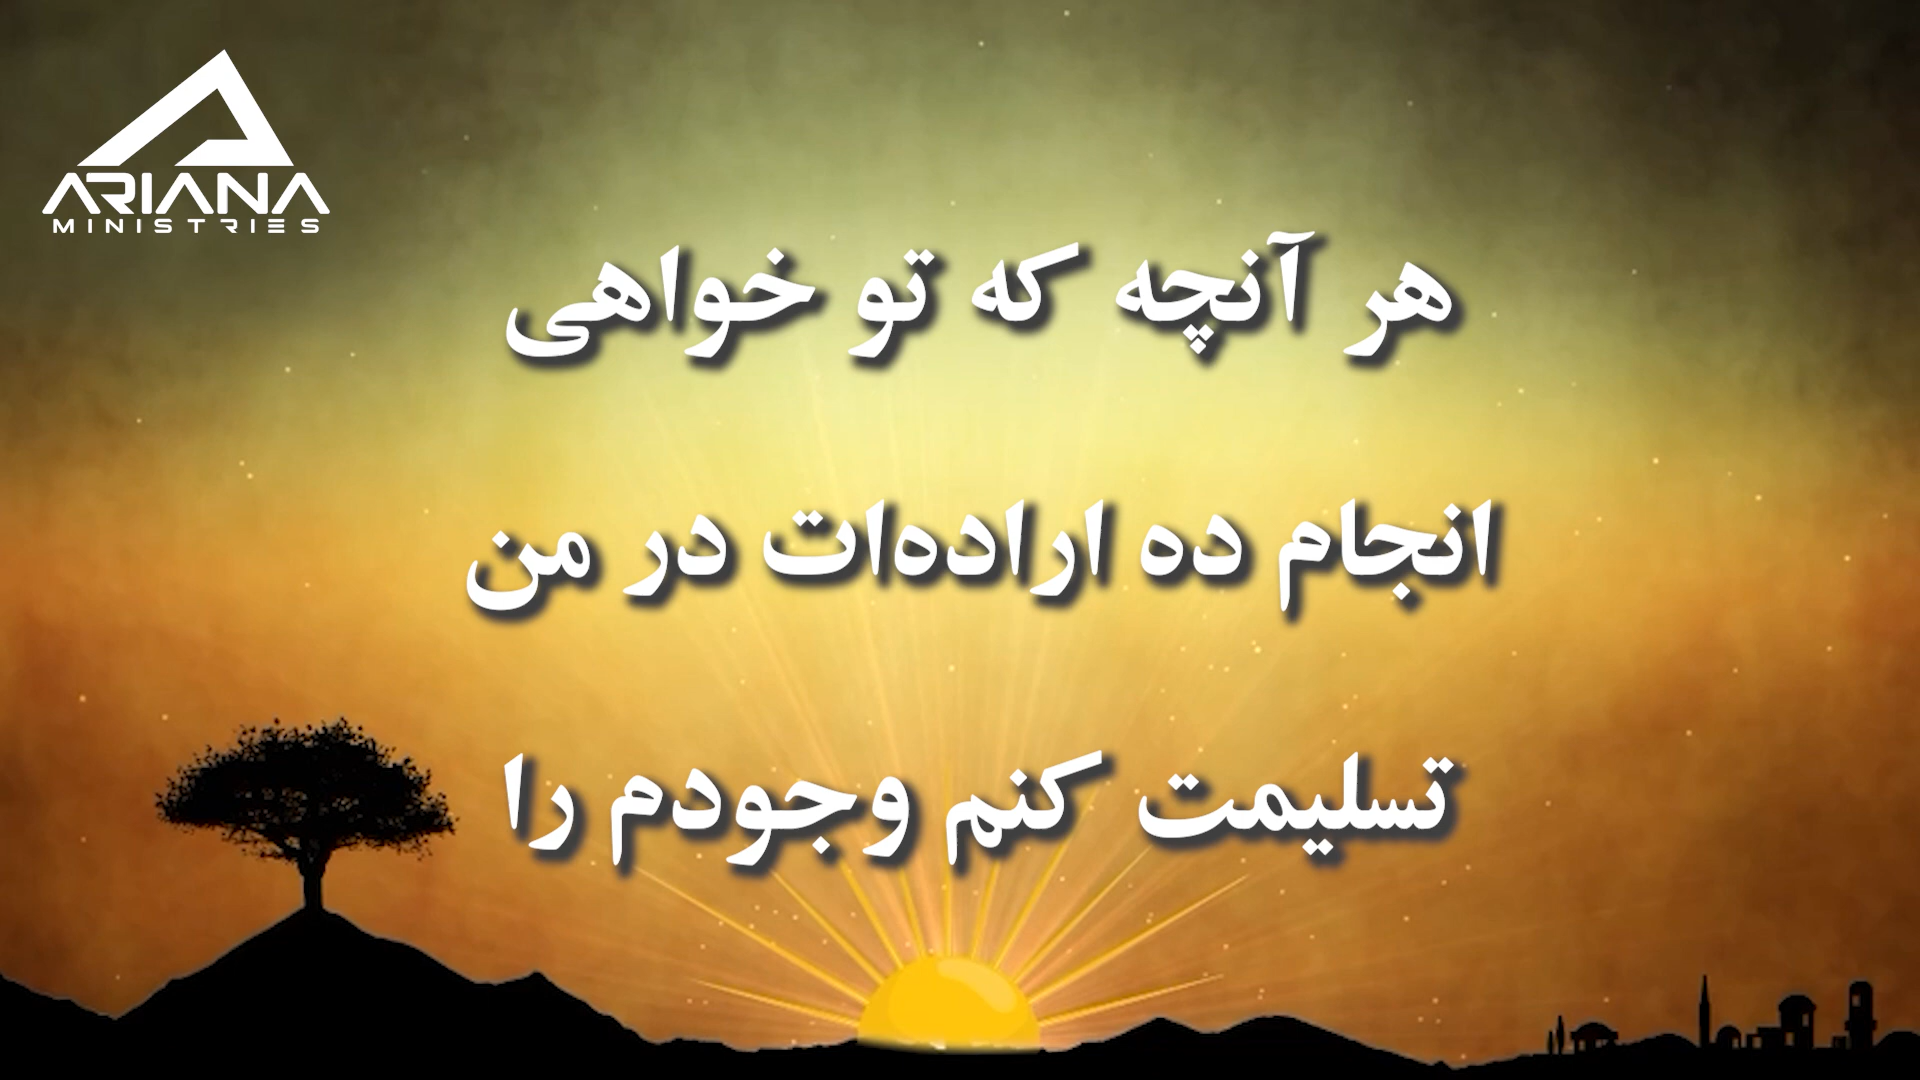 ARIANA
MINISTRIES
هر آنچه که تو خواهی
انجام ده اراده‌ات در من
تسلیمت کنم وجودم را